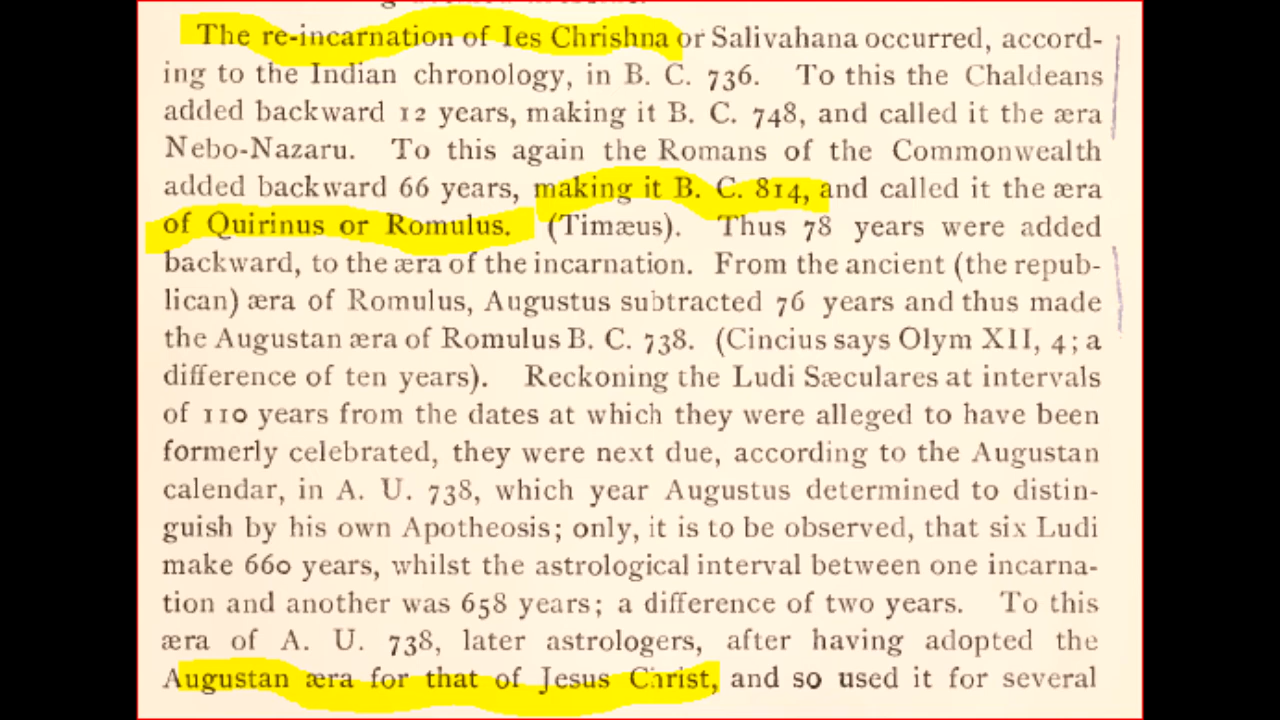 The re-incarnation of Ies Chrishna or Salivahana occurred, accord-
ing to the Indian chronology, in B. C. 736. To this the Chaldeans
added backward 12 years, making it B. C. 748, and called it the æra
Nebo-Nazaru. To this again the Romans of the Commonwealth
added backward 66 years, making it B. C. 814, and called it the æra
of Quirinus or Romulus. (Timæus). Thus 78 years were added
backward, to the æra of the incarnation. From the ancient (the repub-
lican) æra of Romulus, Augustus subtracted 76 years and thus made
the Augustan æra of Romulus B. C. 738. (Cincius says Olym XII, 4; a
difference of ten years). Reckoning the Ludi Sæculares at intervals
of 110 years from the dates at which they were alleged to have been
formerly celebrated, they were next due, according to the Augustan
calendar, in A. U. 738, which year Augustus determined to distin-
guish by his own Apotheosis; only, it is to be observed, that six Ludi
make 660 years, whilst the astrological interval between one incarna-
tion and another was 658 years; a difference of two years. To this
æra of A. U. 738, later astrologers, after having adopted the
Augustan æra for that of Jesus Christ, and so used it for several